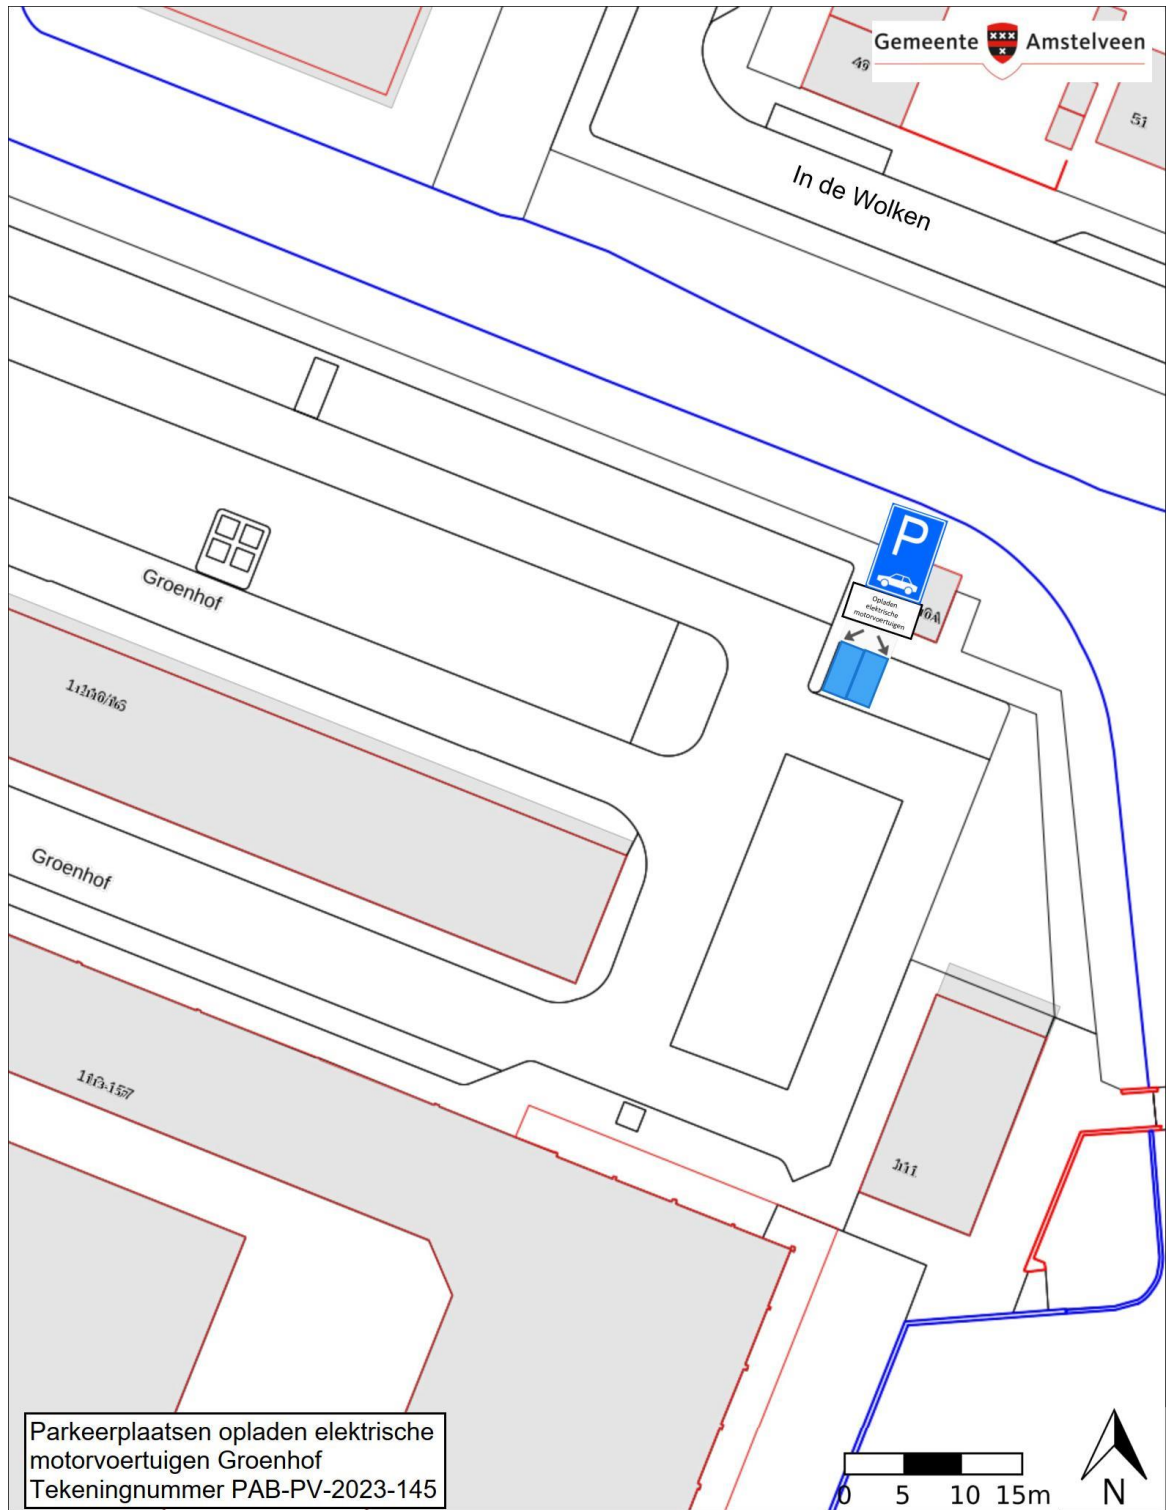 Gemeente Amstelveen
49
51
In de Wolken
P
Opladen
elektrische
motorvoertuigen
Groenhof
Groenhof
111
Parkeerplaatsen opladen elektrische
motorvoertuigen Groenhof
Tekeningnummer PAB-PV-2023-145
0 5 10 15m
N